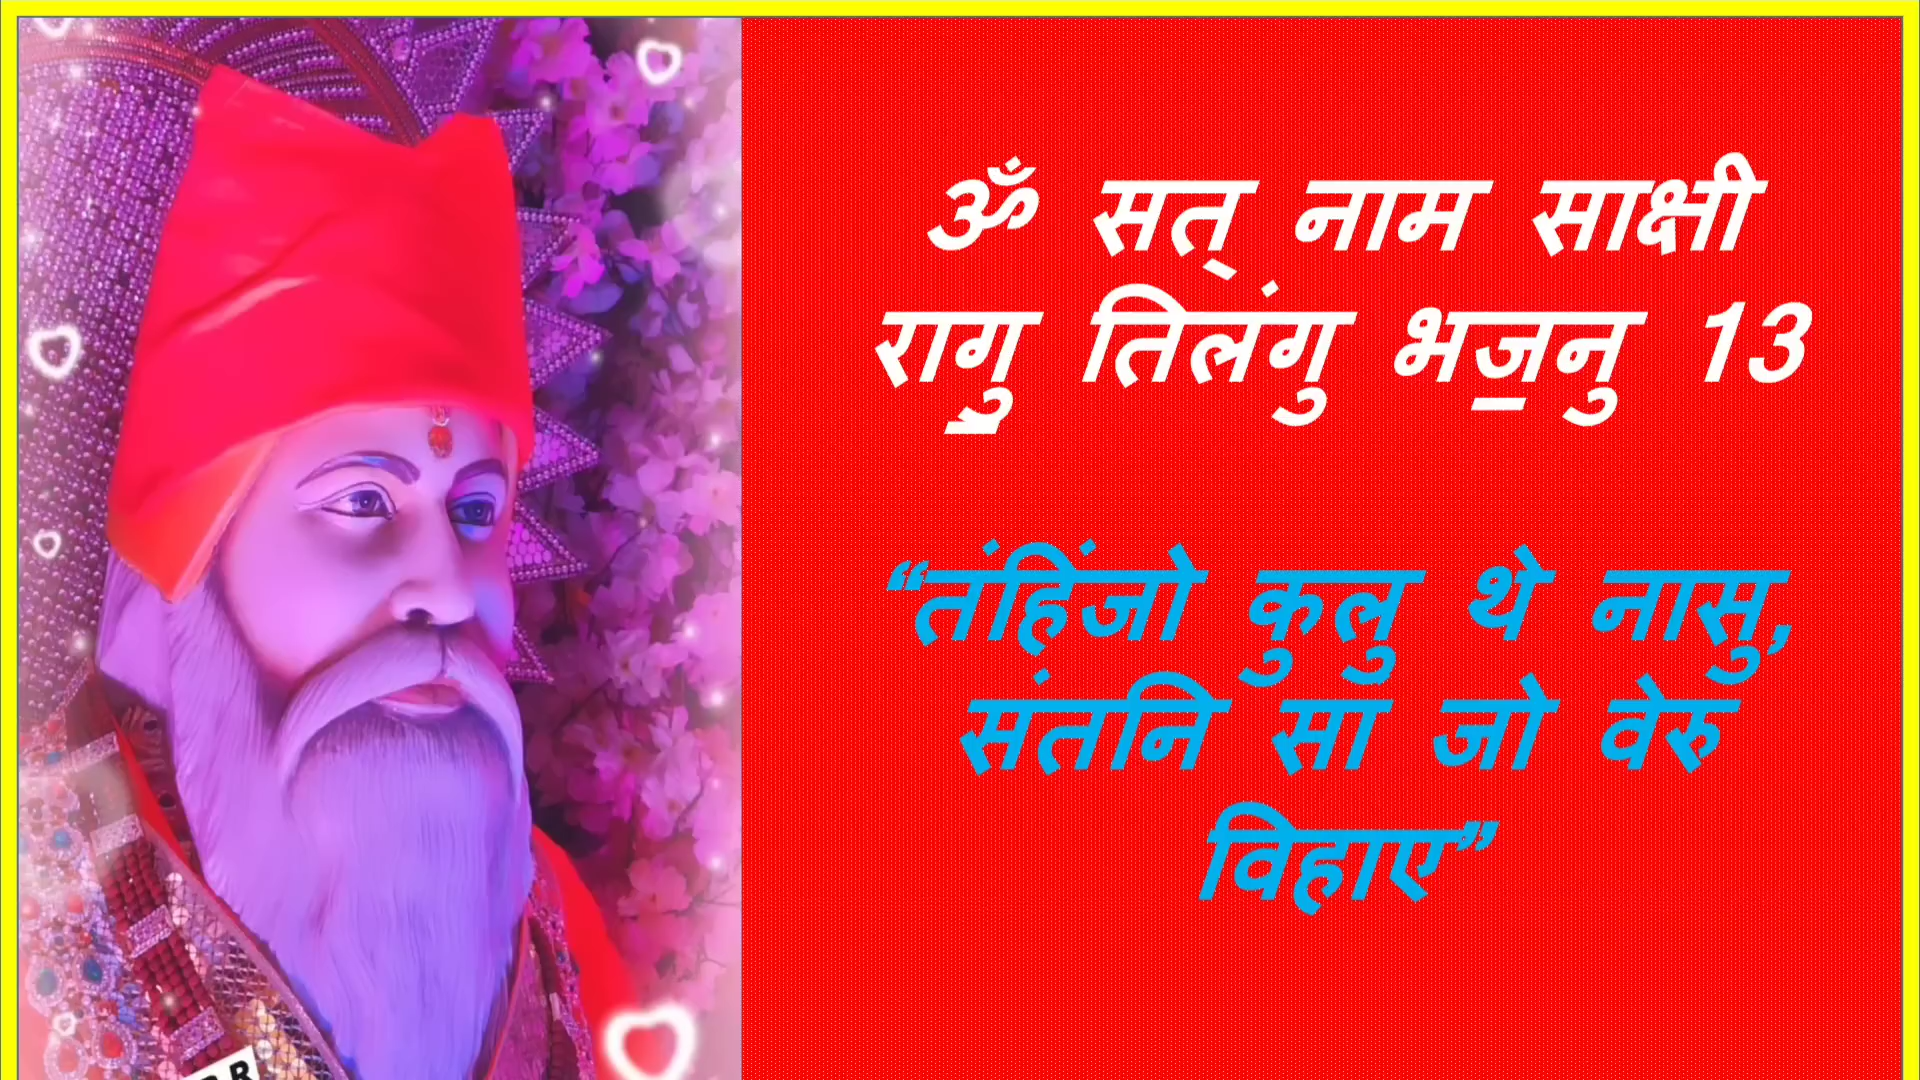 ॐ सत॒ नाम साक्षी
रागु॒ तिलंगु भज॒नु 13
“तंहिंजो कुलु थे नासु,
संतनि सां जो वेरु
विहाए”
R